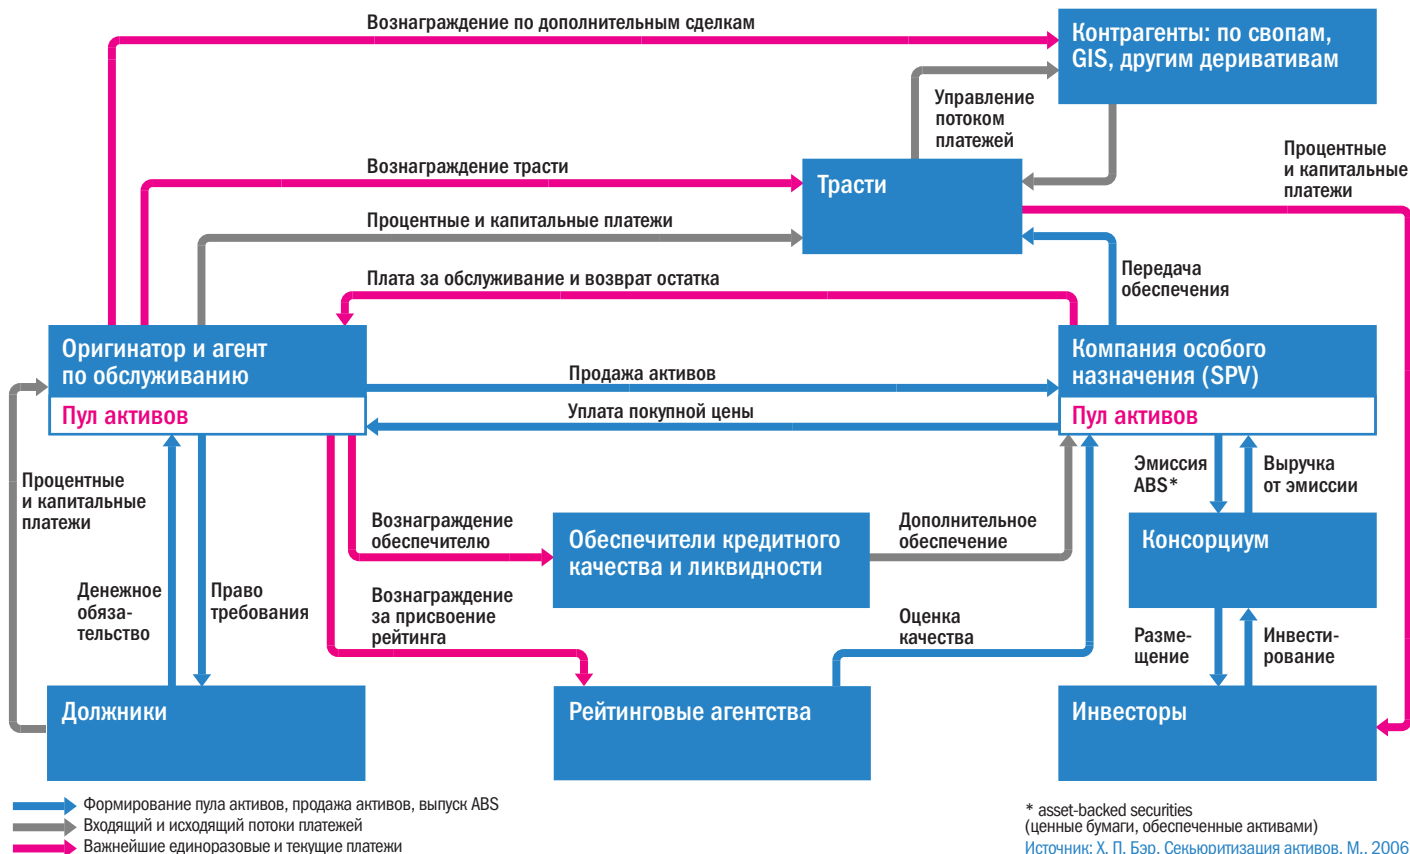 Вознаграждение по дополнительным сделкам
Контрагенты: по свопам,
GIS, другим деривативам
Управление
потоком
платежей
Вознаграждение трасти
Трасти
Процентные
и капитальные
платежи
Процентные и капитальные платежи
Плата за обслуживание и возврат остатка
Передача
обеспечения
Оригинатор и агент
по обслуживанию
Пул активов
Продажа активов
Уплата покупной цены
Компания особого
назначения (SPV)
Пул активов
Процентные
и капитальные
платежи
Эмиссия
ABS*
Выручка
от эмиссии
Вознаграждение
обеспечителю
Обеспечители кредитного
качества и ликвидности
Дополнительное
обеспечение
Консорциум
Денежное
обяза-
тельство
Право
требования
Вознаграждение
за присвоение
рейтинга
Оценка
качества
Разме-
щение
Инвести-
рование
Должники
Рейтинговые агентства
Инвесторы
Формирование пула активов, продажа активов, выпуск ABS
Входящий и исходящий потоки платежей
Важнейшие единоразовые и текущие платежи
* asset-backed securities
(ценные бумаги, обеспеченные активами)
Источник: Х. П. Бэр. Секьюритизация активов. М., 2006